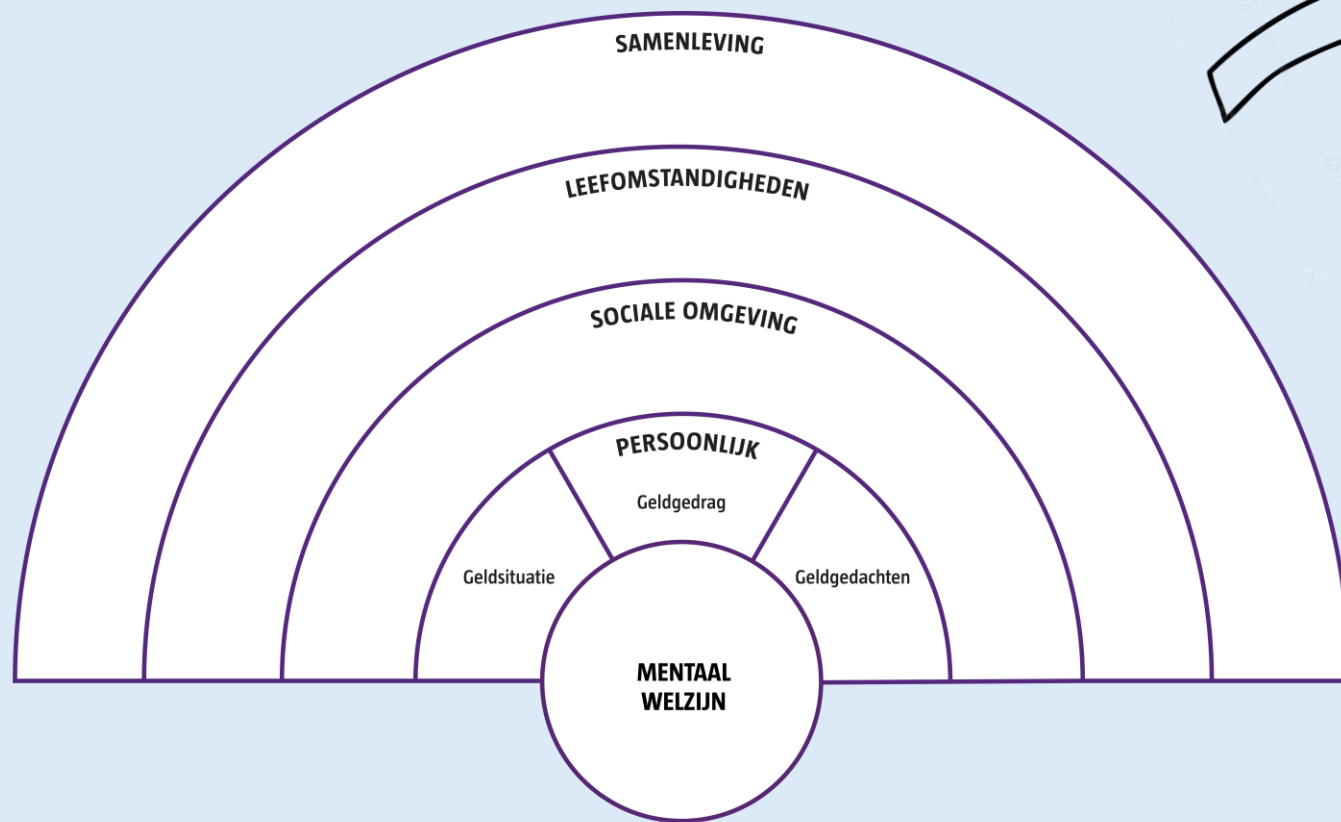 SAMENLEVING
LEEFOMSTANDIGHEDEN
SOCIALE OMGEVING
PERSOONLIJK
Geldgedrag
Geldsituatie
Geldgedachten
MENTAAL
WELZIJN